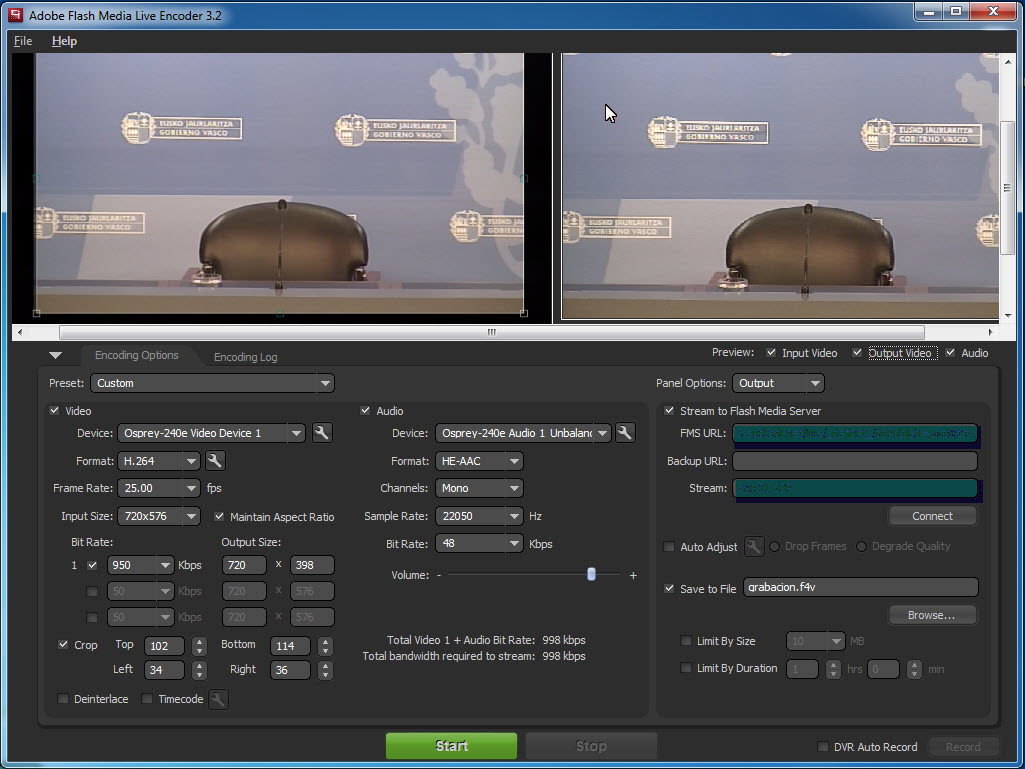 Adobe Flash Media Live Encoder 3.2
File Help
EUSKO JAURLARITZA
GOBIERNO VASCO
EUSKO JAURLARITZA
GOBIERNO VASCO
EUSKO JAURLARITZA
GOBIERNO VASCO
EUSKO JAURLARITZA
GOBIERNO VASCO
EUSKO JAURLARITZA
GOBIERNO VASCO
EUSKO
GOBIERNO
JAURLARITZA
GOBIERNO VASCO
Encoding Options Encoding Log Preview: Input Video Output Video Audio
Preset: Custom Panel Options: Output
Video Audio Stream to Flash Media Server
Device: Osprey-240e Video Device 1 Device: Osprey-240e Audio 1 Unbalanc FMS URL:
Format: H.264 Format: HE-AAC Backup URL:
Frame Rate: 25.00 fps Channels: Mono Stream:
Input Size: 720x576 Maintain Aspect Ratio Sample Rate: 22050 Hz Connect
Bit Rate: Output Size: Bit Rate: 48 Kbps Auto Adjust Drop Frames Degrade Quality
1 950 Kbps 720 x 398 Volume: - +
50 Kbps 720 x 576 Save to File grabacion.f4v
50 Kbps 720 x 576 Browse...
Crop Top 102 Bottom 114 Total Video 1 + Audio Bit Rate: 998 kbps Limit By Size 10 MB
Left 34 Right 36 Total bandwidth required to stream: 998 kbps Limit By Duration 1 hrs 0 min
Deinterlace Timecode
Start Stop DVR Auto Record Record